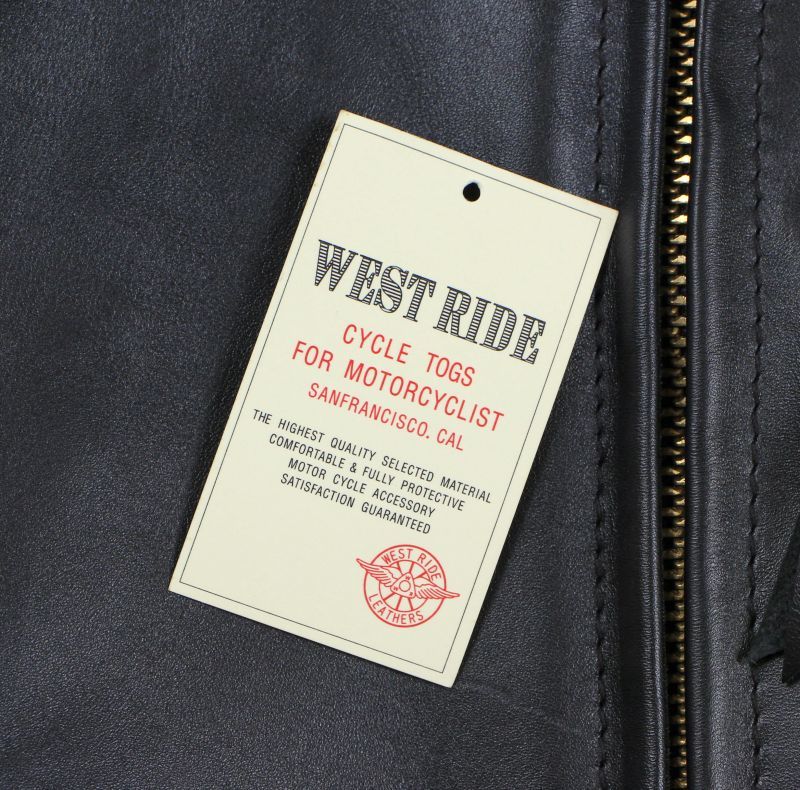 WEST RIDE
CYCLE TOGS
FOR MOTORCYCLIST
SANFRANCISCO. CAL
THE HIGHEST QUALITY SELECTED MATERIAL
COMFORTABLE & FULLY PROTECTIVE
MOTOR CYCLE ACCESSORY
SATISFACTION GUARANTEED
WEST RIDE
LEATHERS